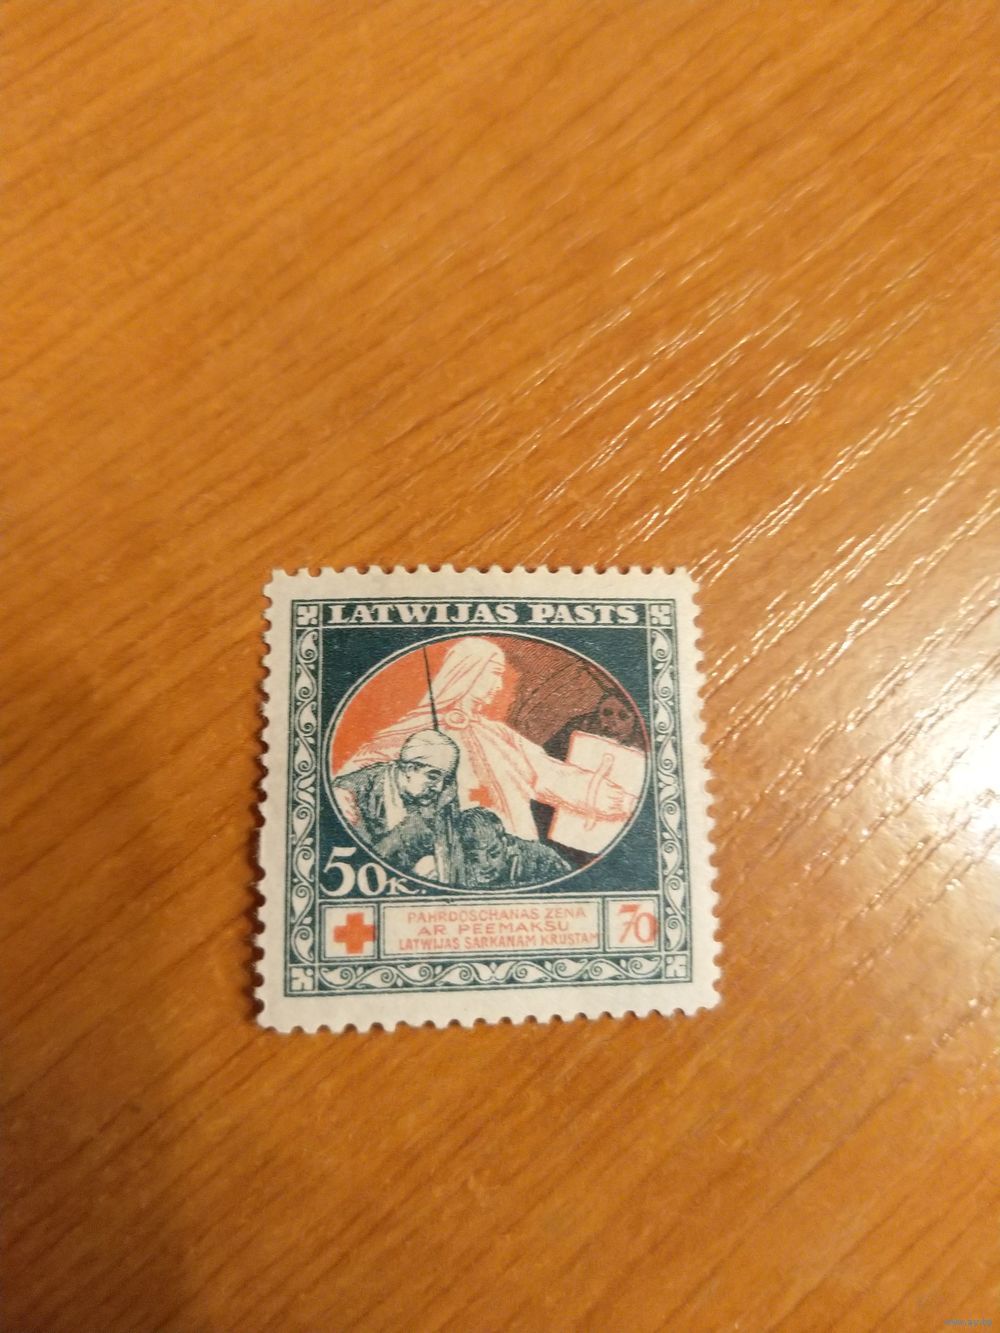 LATWIJAS PASTS
50K.
PAHRDOSCHANAS ZENA
AR PEEMAKSU
LATWIJAS SARKANAM KRUSTAM
70